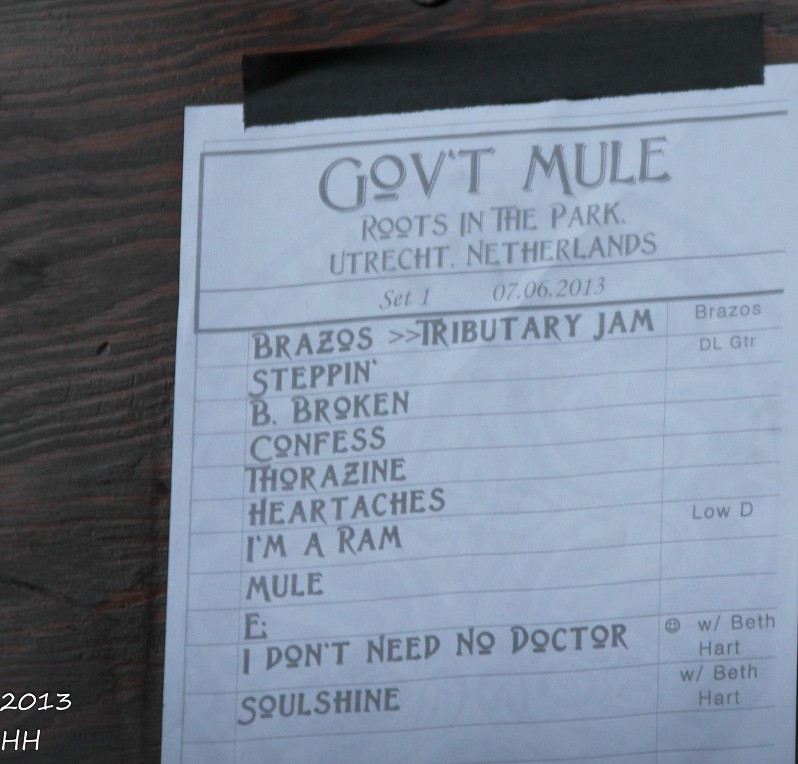 GOV'T MULE
ROOTS IN THE PARK.
UTRECHT, NETHERLANDS
Set 1 07.06.2013
BRAZOS >>TRIBUTARY JAM Brazos
DL Gtr
STEPPIN'
B. BROKEN
CONFESS
THORAZINE
HEARTACHES
Low D
I'M A RAM
MULE
E:
I DON'T NEED NO DOCTOR ☺ w/ Beth
Hart
SOULSHINE w/ Beth
Hart
2013
HH